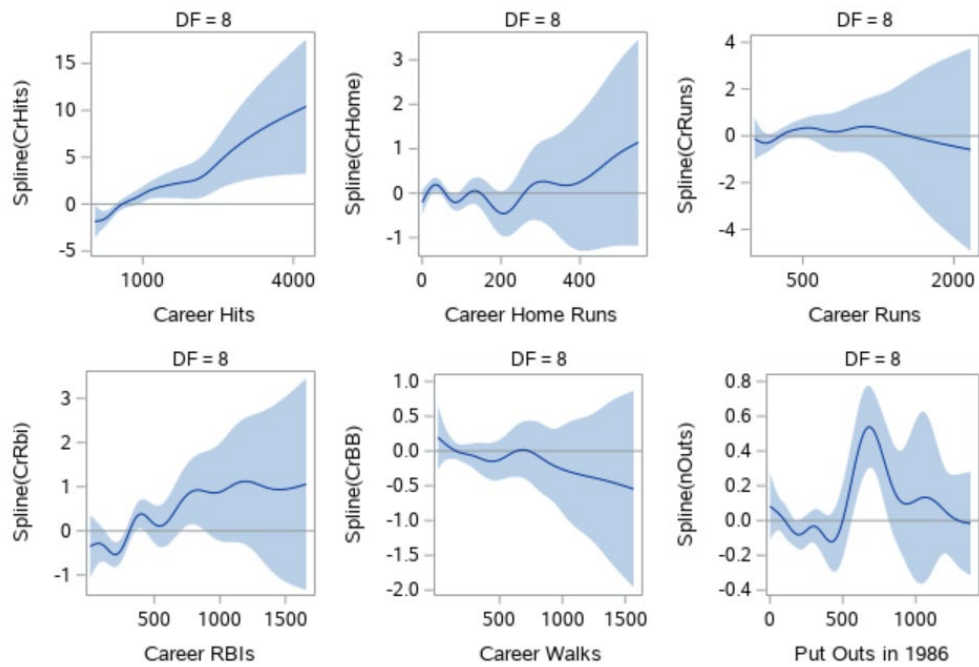 DF = 8
Spline(CrHits)
15
10
5
0
-5
1000
4000
Career Hits
DF = 8
Spline(CrHome)
3
2
1
0
-1
0
200
400
Career Home Runs
DF = 8
Spline(CrRuns)
4
2
0
-2
-4
500
2000
Career Runs
DF = 8
Spline(CrRbi)
3
2
1
0
-1
500
1000
1500
Career RBIs
DF = 8
Spline(CrBB)
1.0
0.5
0.0
-0.5
-1.0
-1.5
-2.0
500
1000
1500
Career Walks
DF = 8
Spline(nOuts)
0.8
0.6
0.4
0.2
0.0
-0.2
-0.4
0
500
1000
Put Outs in 1986